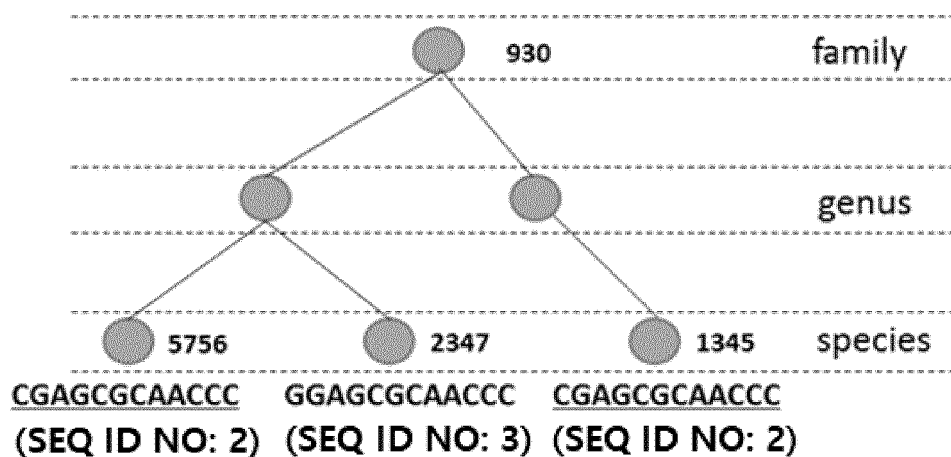 930 family
genus
5756 2347 1345 species
CGAGCGCAACCC GGAGCGCAACCC CGAGCGCAACCC
(SEQ ID NO: 2) (SEQ ID NO: 3) (SEQ ID NO: 2)